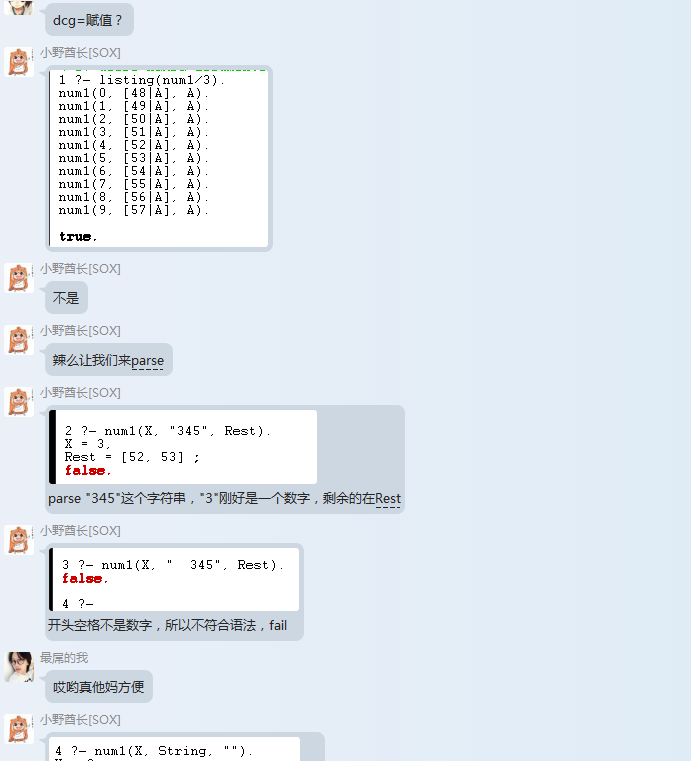 dcg=赋值？
小野酋长[SOX]
1 ?- listing(num1/3).
num1(0, [48|A], A).
num1(1, [49|A], A).
num1(2, [50|A], A).
num1(3, [51|A], A).
num1(4, [52|A], A).
num1(5, [53|A], A).
num1(6, [54|A], A).
num1(7, [55|A], A).
num1(8, [56|A], A).
num1(9, [57|A], A).
true.
小野酋长[SOX]
不是
小野酋长[SOX]
辣么让我们来parse
小野酋长[SOX]
2 ?- num1(X, "345", Rest).
X = 3,
Rest = [52, 53] ;
false.
parse "345"这个字符串，"3"刚好是一个数字，剩余的在Rest
小野酋长[SOX]
3 ?- num1(X, "  345", Rest).
false.
4 ?-
开头空格不是数字，所以不符合语法，fail
最屌的我
哎哟真他妈方便
小野酋长[SOX]
4 ?- num1(X, String, "").